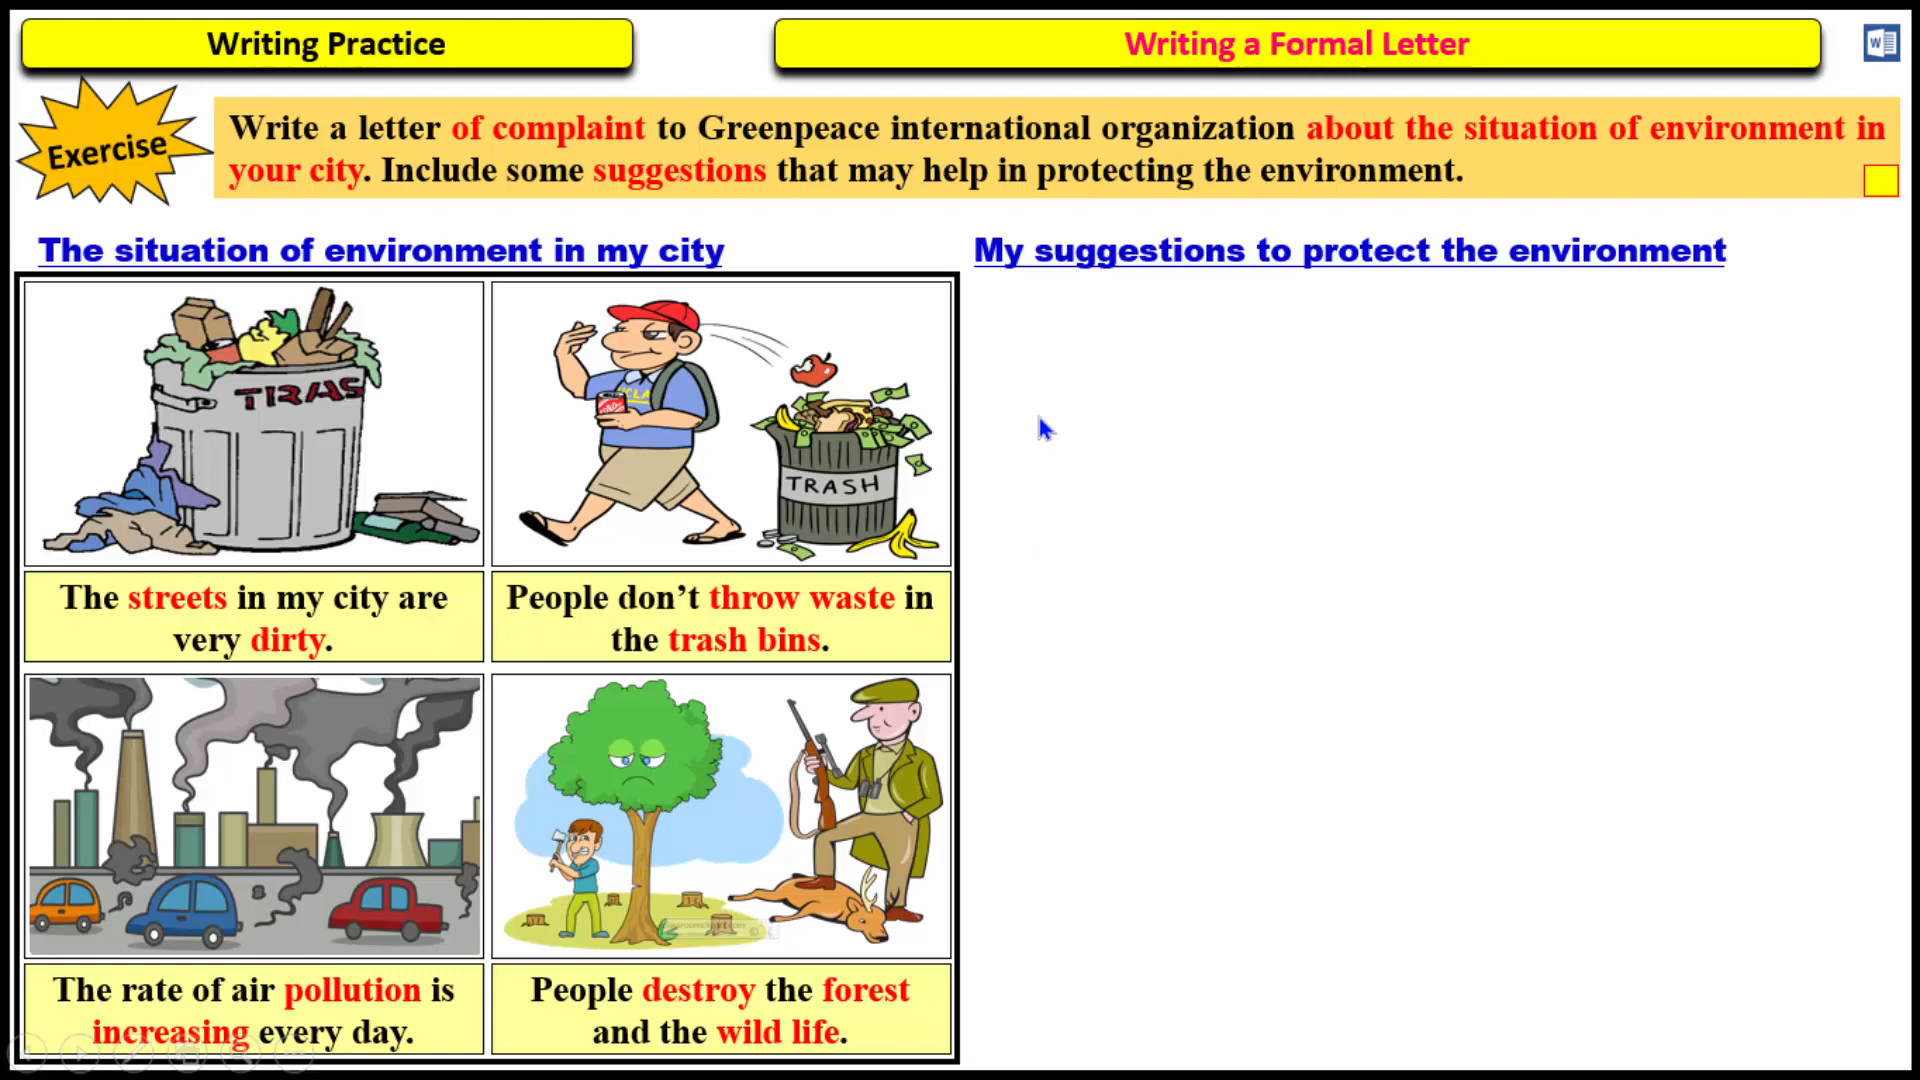 Writing Practice
Writing a Formal Letter
W
Exercise
Write a letter of complaint to Greenpeace international organization about the situation of environment in
your city. Include some suggestions that may help in protecting the environment.
The situation of environment in my city
My suggestions to protect the environment
TRAS
TRASH
The streets in my city are
very dirty.
People don’t throw waste in
the trash bins.
The rate of air pollution is
increasing every day.
People destroy the forest
and the wild life.